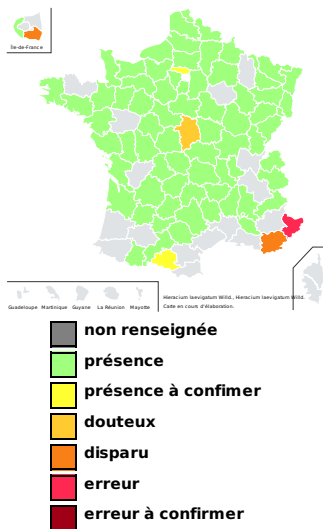 Île-de-France
Guadeloupe Martinique Guyane La Réunion Mayotte
Hieracium laevigatum Willd., Hieracium laevigatum Willd.
Carte en cours d'élaboration.
non renseignée
présence
présence à confimer
douteux
disparu
erreur
erreur à confirmer